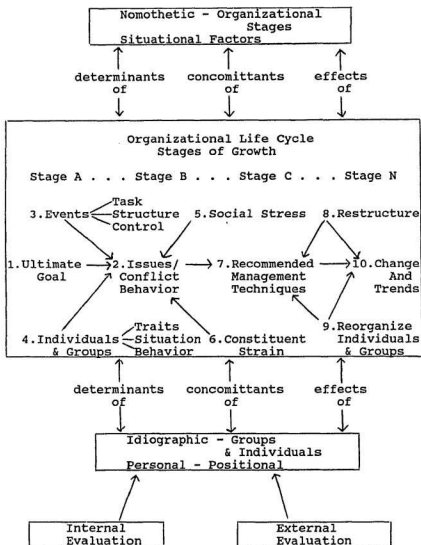 Nomothetic - Organizational
Stages
Situational Factors
determinants concomittants effects
of of of
Organizational Life Cycle
Stages of Growth
Stage A . . . Stage B . . . Stage C . . . Stage N
Task
3.Events Structure 5.Social Stress 8.Restructure
Control
1.Ultimate 2.Issues/ 7.Recommended 10.Change
Goal Conflict Management And
Behavior Techniques Trends
Traits 9.Reorganize
4.Individuals Situation 6.Constituent Individuals
& Groups Behavior Strain & Groups
determinants concomittants effects
of of of
Idiographic - Groups
& Individuals
Personal - Positional
Internal External
Evaluation Evaluation